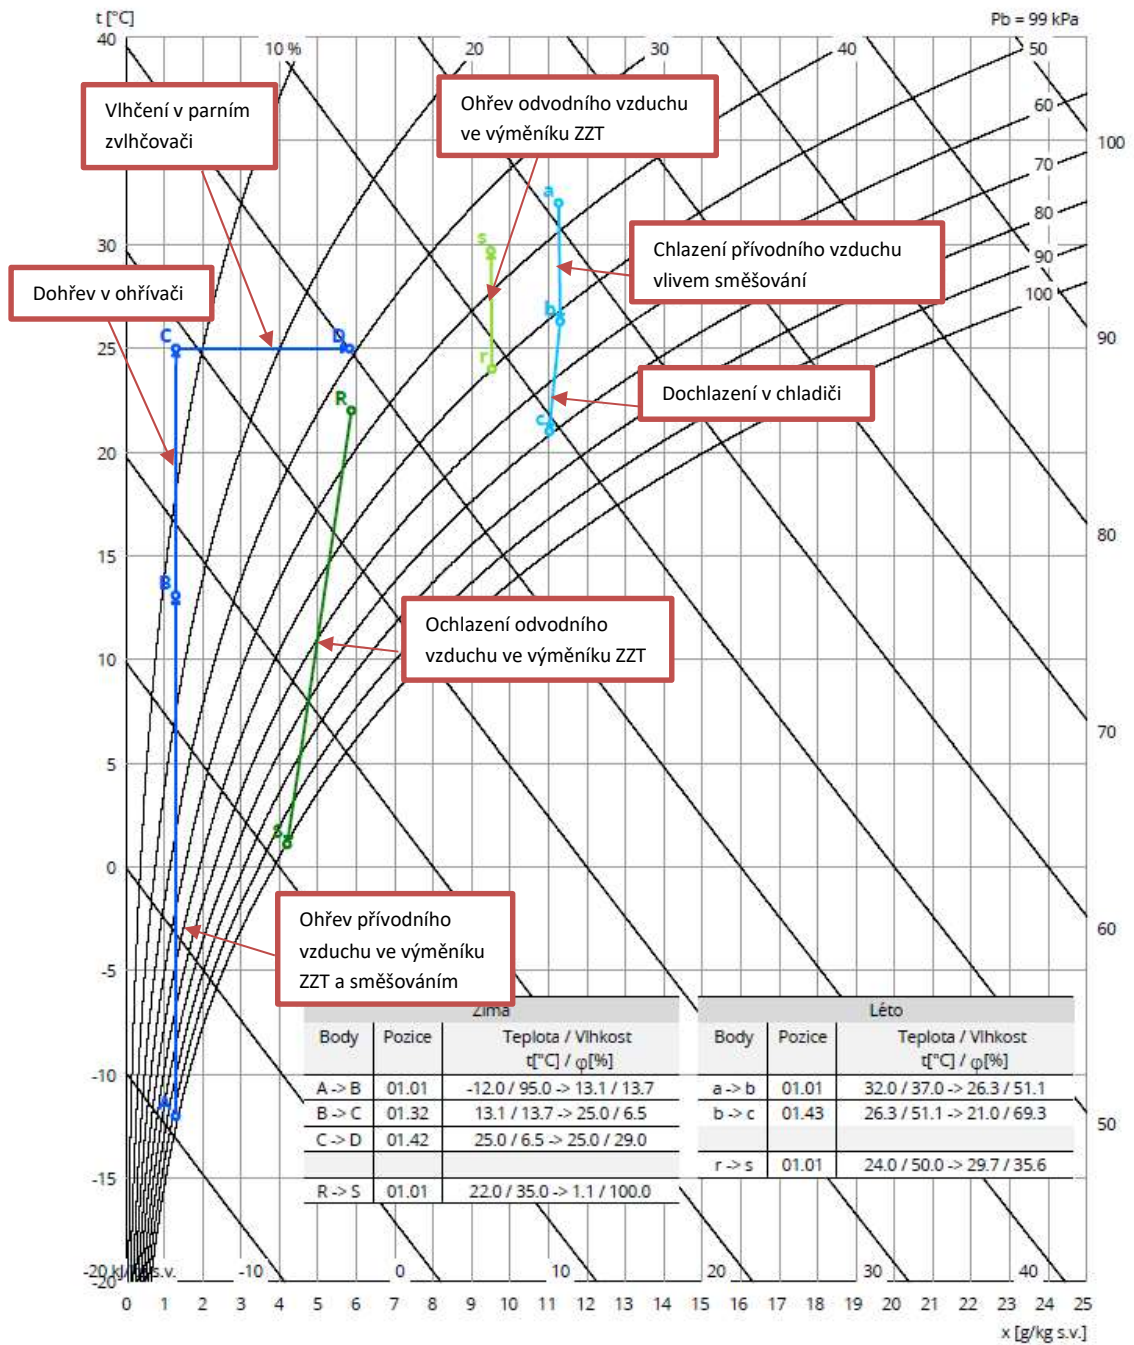 t [°C]
Pb = 99 kPa
40
10 %
20
30
40
50
60
70
80
90
100
100
90
80
70
60
50
Vlhčení v parním
zvlhčovači
Ohřev odvodního vzduchu
ve výměníku ZZT
a
s
Chlazení přívodního vzduchu
vlivem směšování
30
Dohřev v ohřívači
b
C
D
25
r
Dochlazení v chladiči
R
c
20
15
B
Ochlazení odvodního
vzduchu ve výměníku ZZT
10
5
S
0
Ohřev přívodního
vzduchu ve výměníku
ZZT a směšováním
-5
-10
A
-15
-20
Zima
Body Pozice Teplota / Vlhkost
t[°C] / φ[%]
A -> B 01.01 -12.0 / 95.0 -> 13.1 / 13.7
B -> C 01.32 13.1 / 13.7 -> 25.0 / 6.5
C -> D 01.42 25.0 / 6.5 -> 25.0 / 29.0
R -> S 01.01 22.0 / 35.0 -> 1.1 / 100.0
Léto
Body Pozice Teplota / Vlhkost
t[°C] / φ[%]
a -> b 01.01 32.0 / 37.0 -> 26.3 / 51.1
b -> c 01.43 26.3 / 51.1 -> 21.0 / 69.3
r -> s 01.01 24.0 / 50.0 -> 29.7 / 35.6
-20 s.v. -10 0 10 20 30 40
0 1 2 3 4 5 6 7 8 9 10 11 12 13 14 15 16 17 18 19 20 21 22 23 24 25
x [g/kg s.v.]